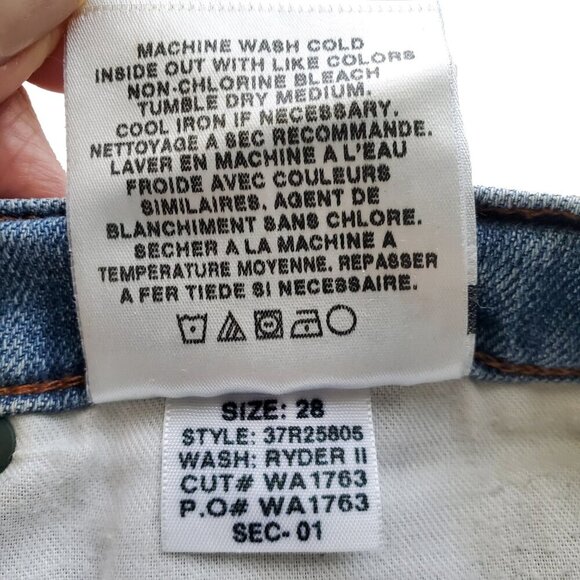 MACHINE WASH COLD
INSIDE OUT WITH LIKE COLORS
NON-CHLORINE BLEACH
TUMBLE DRY MEDIUM.
COOL IRON IF NECESSARY.
NETTOYAGE A SEC RECOMMANDE.
LAVER EN MACHINE A L'EAU
FROIDE AVEC COULEURS
SIMILAIRES, AGENT DE
BLANCHIMENT SANS CHLORE.
SECHER A LA MACHINE A
TEMPERATURE MOYENNE. REPASSER
A FER TIEDE SI NECESSAIRE.
SIZE: 28
STYLE: 37R25805
WASH: RYDER II
CUT# WA1763
P.O# WA1763
SEC- 01